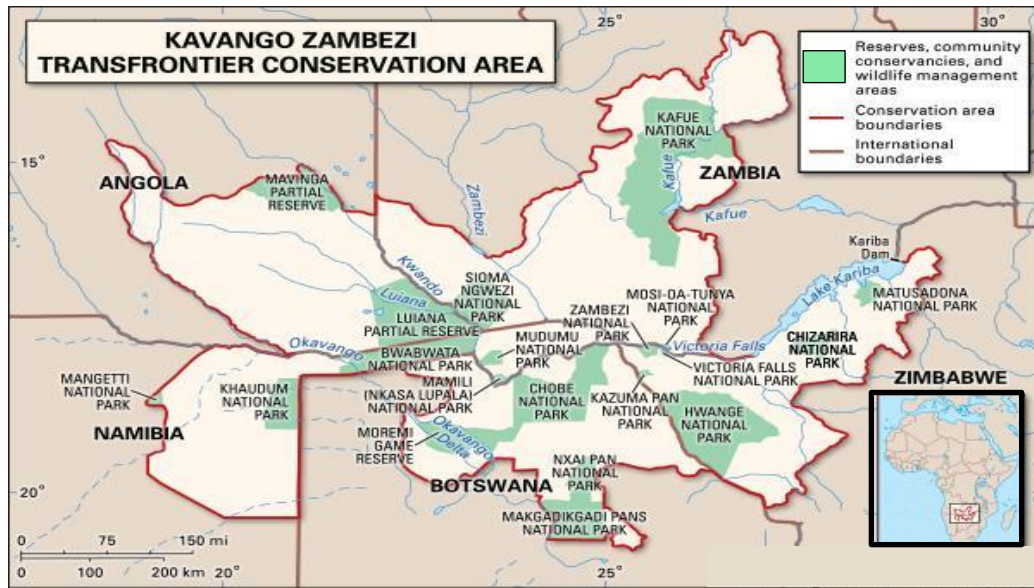 KAVANGO ZAMBEZI
TRANSFRONTIER CONSERVATION AREA
25°
30°
Reserves, community
conservancies, and
wildlife management
areas
Conservation area
boundaries
International
boundaries
15°
ANGOLA
MAVINGA
PARTIAL
RESERVE
KAFUE
NATIONAL
PARK
Kafue
ZAMBIA
Zambezi
Kafue
Kariba
Dam
Lake Kariba
MATUSADONA
NATIONAL PARK
Kwando
Luiana
SIOMA
NGWEZI
NATIONAL
PARK
LUIANA
PARTIAL RESERVE
ZAMBEZI
NATIONAL
PARK
MOSI-OA-TUNYA
NATIONAL
PARK
Victoria Falls
CHIZARIRA
NATIONAL
PARK
Okavango
BWABWATA
NATIONAL PARK
MUDUMU
NATIONAL
PARK
VICTORIA FALLS
NATIONAL PARK
ZIMBABWE
MANGETTI
NATIONAL
PARK
KHAUDUM
NATIONAL
PARK
MAMILI
(NKASA LUPALA)
NATIONAL PARK
CHOBE
NATIONAL
PARK
KAZUMA PAN
NATIONAL
PARK
HWANGE
NATIONAL
PARK
NAMIBIA
MOREMI
GAME
RESERVE
Okavango
Delta
NXAI PAN
NATIONAL
PARK
BOTSWANA
20°
MAKGADIKGADI PANS
NATIONAL PARK
0 75 150 mi
0 100 200 km
20°
25°